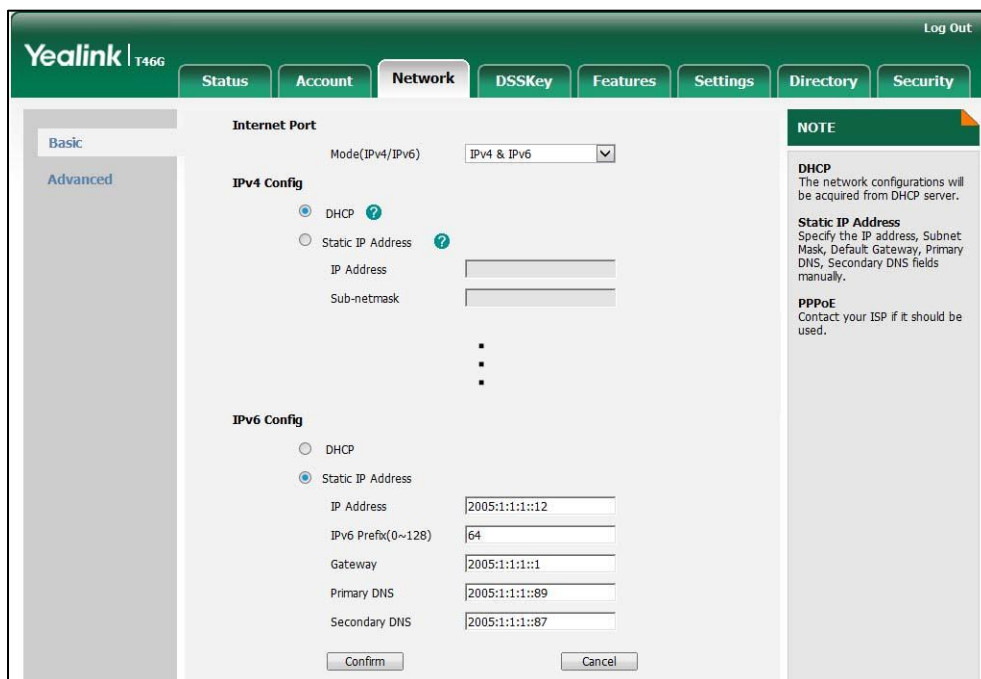 Log Out
Yealink T46G
Status Account Network DSSKey Features Settings Directory Security
Basic
Advanced
Internet Port
Mode(IPv4/IPv6) IPv4 & IPv6
IPv4 Config
DHCP ?
Static IP Address ?
IP Address
Sub-netmask
IPv6 Config
DHCP
Static IP Address
IP Address 2005:1:1:1::12
IPv6 Prefix(0~128) 64
Gateway 2005:1:1:1::1
Primary DNS 2005:1:1:1::89
Secondary DNS 2005:1:1:1::87
Confirm Cancel
NOTE
DHCP
The network configurations will
be acquired from DHCP server.
Static IP Address
Specify the IP address, Subnet
Mask, Default Gateway, Primary
DNS, Secondary DNS fields
manually.
PPPoE
Contact your ISP if it should be
used.